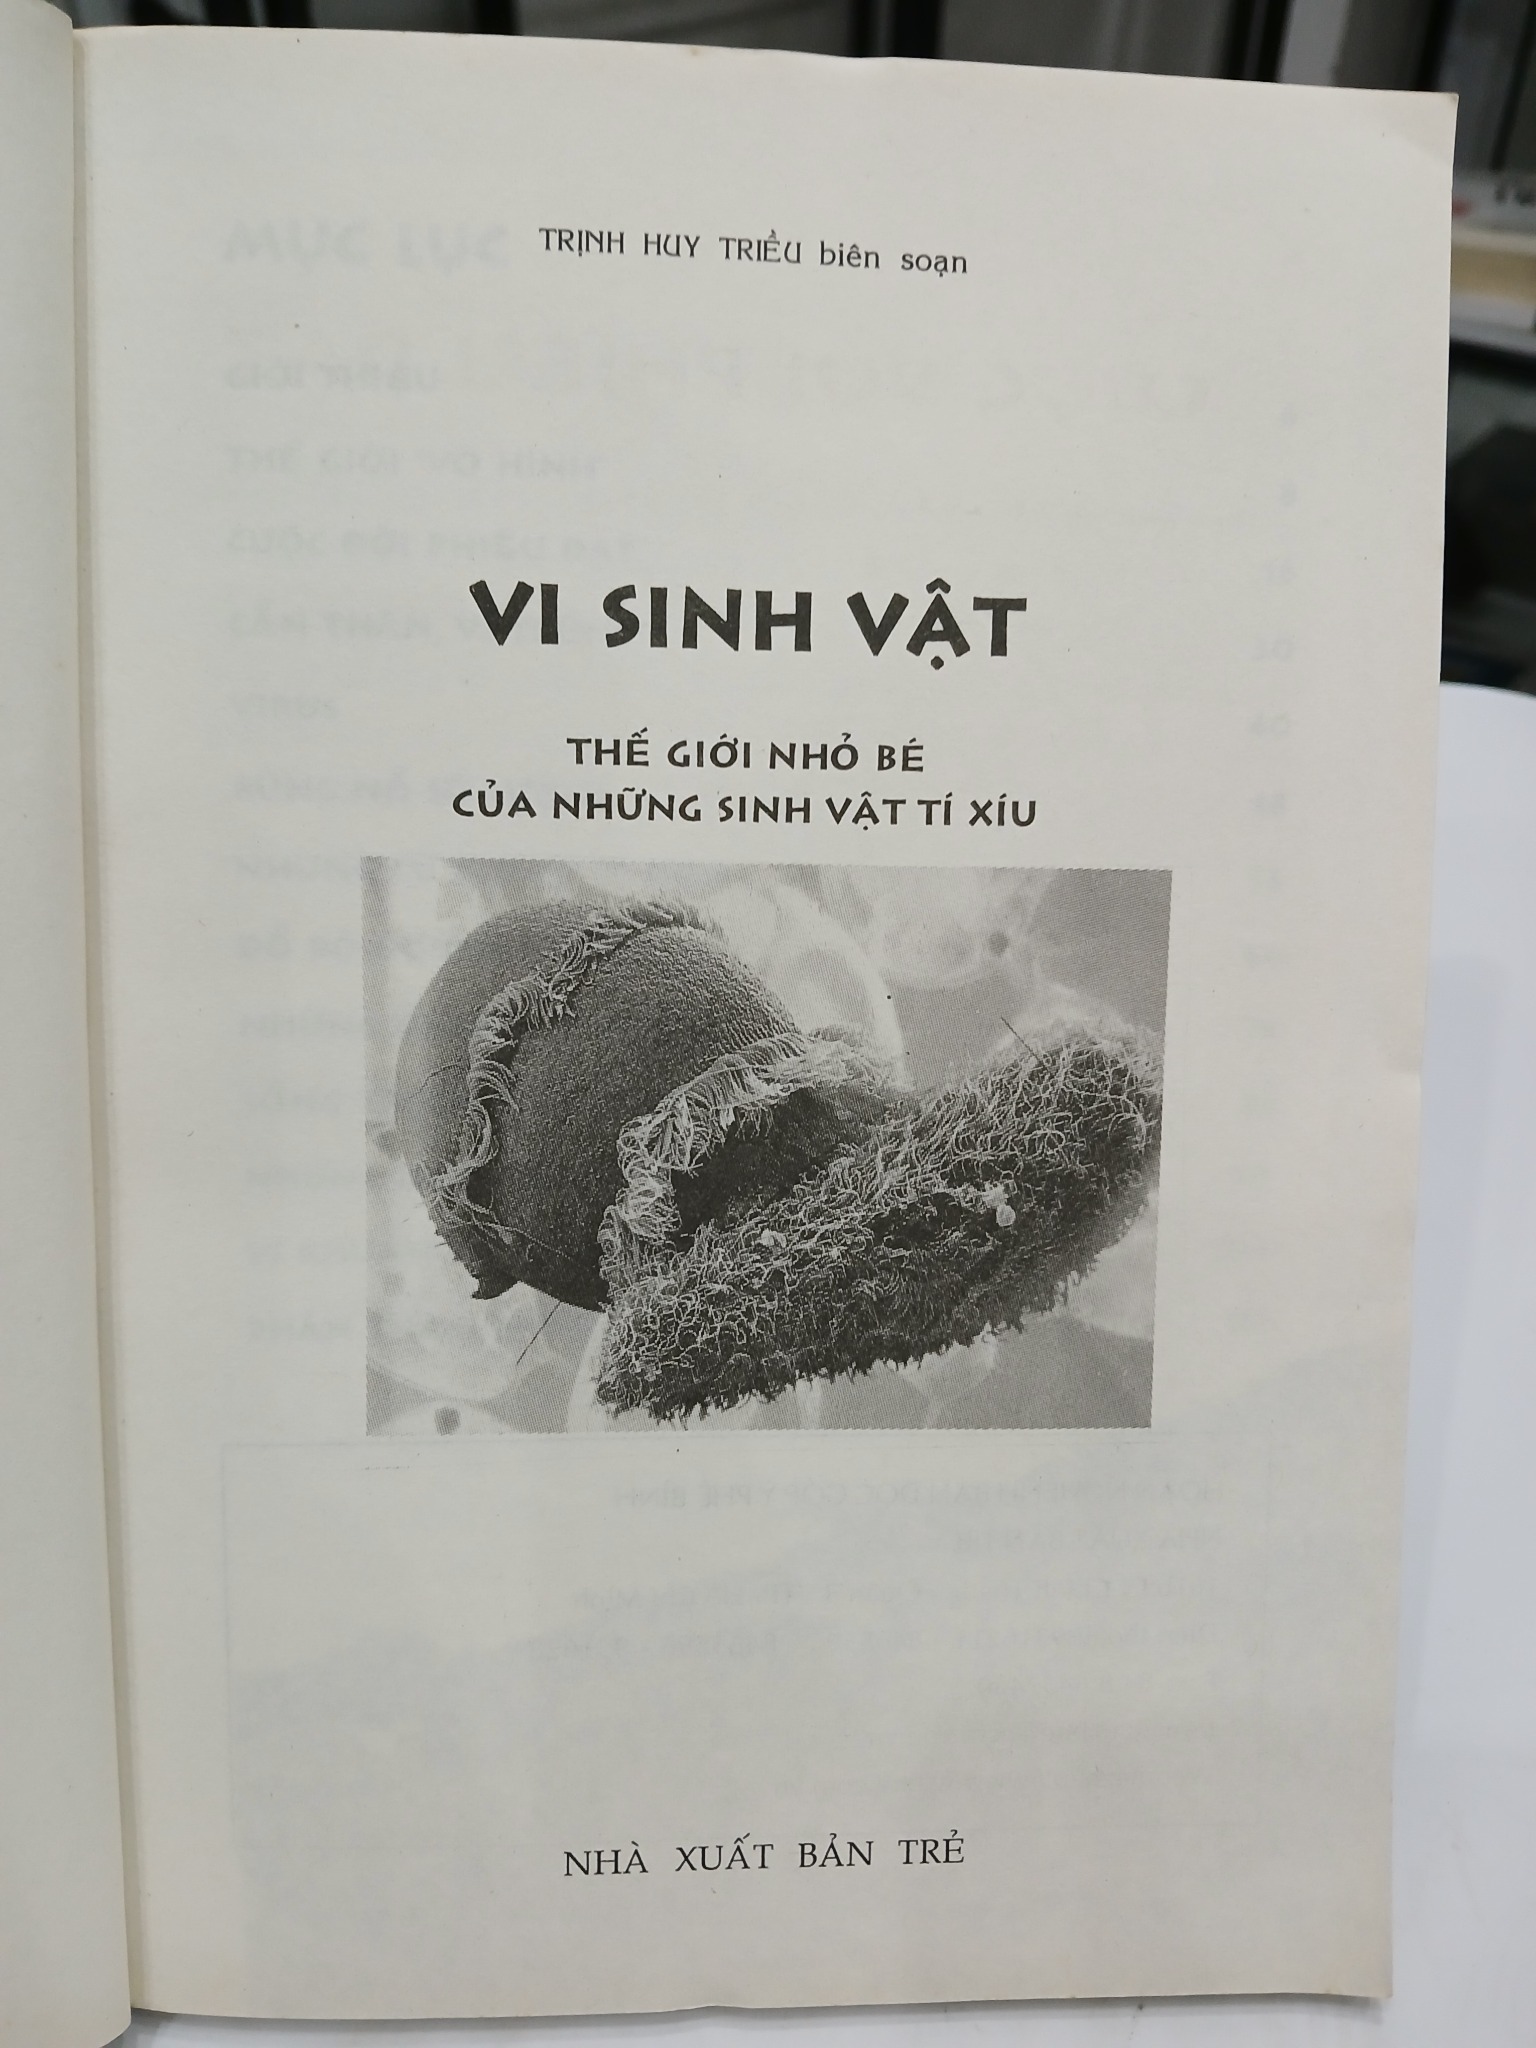 TRỊNH HUY TRIỀU biên soạn
VI SINH VẬT
THẾ GIỚI NHỎ BÉ
CỦA NHỮNG SINH VẬT TÍ XÍU
NHÀ XUẤT BẢN TRẺ